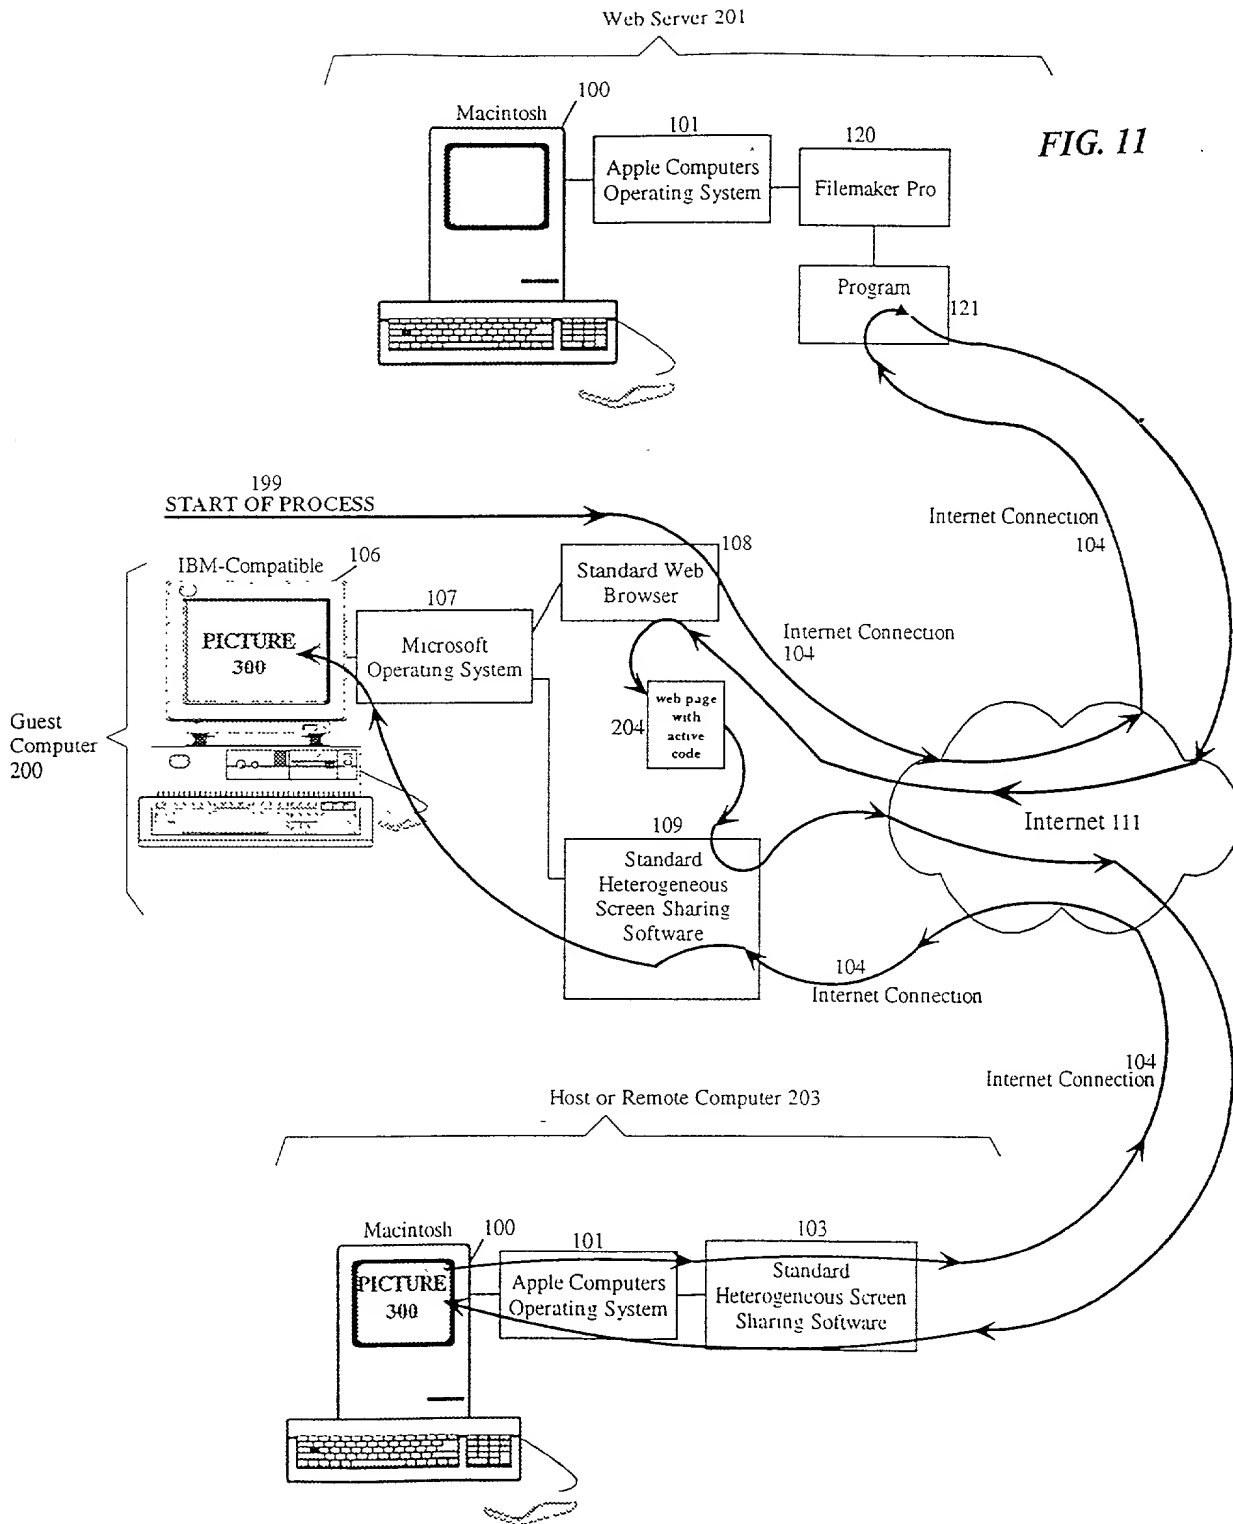 Web Server 201
100
Macintosh
101
Apple Computers
Operating System
120
Filemaker Pro
FIG. 11
Program
121
199
START OF PROCESS
Internet Connection
104
IBM-Compatible
106
108
Standard Web
Browser
107
Microsoft
Operating System
PICTURE
300
Internet Connection
104
Guest
Computer
200
204
web page
with
active
code
109
Standard
Heterogeneous
Screen Sharing
Software
Internet 111
104
Internet Connection
104
Internet Connection
Host or Remote Computer 203
Macintosh
100
101
Apple Computers
Operating System
103
Standard
Heterogeneous Screen
Sharing Software
PICTURE
300